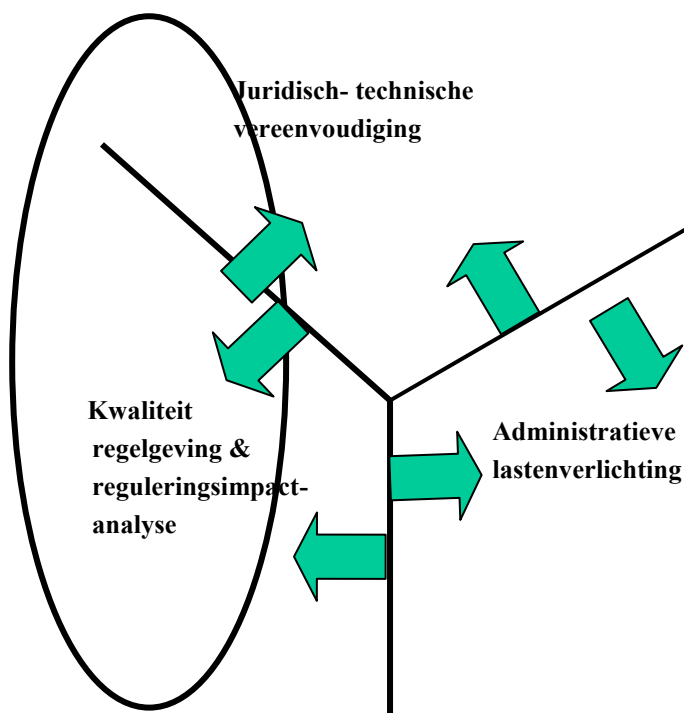 Juridisch- technische
vereenvoudiging
Kwaliteit
regelgeving &
reguleringsimpact-
analyse
Administratieve
lastenverlichting